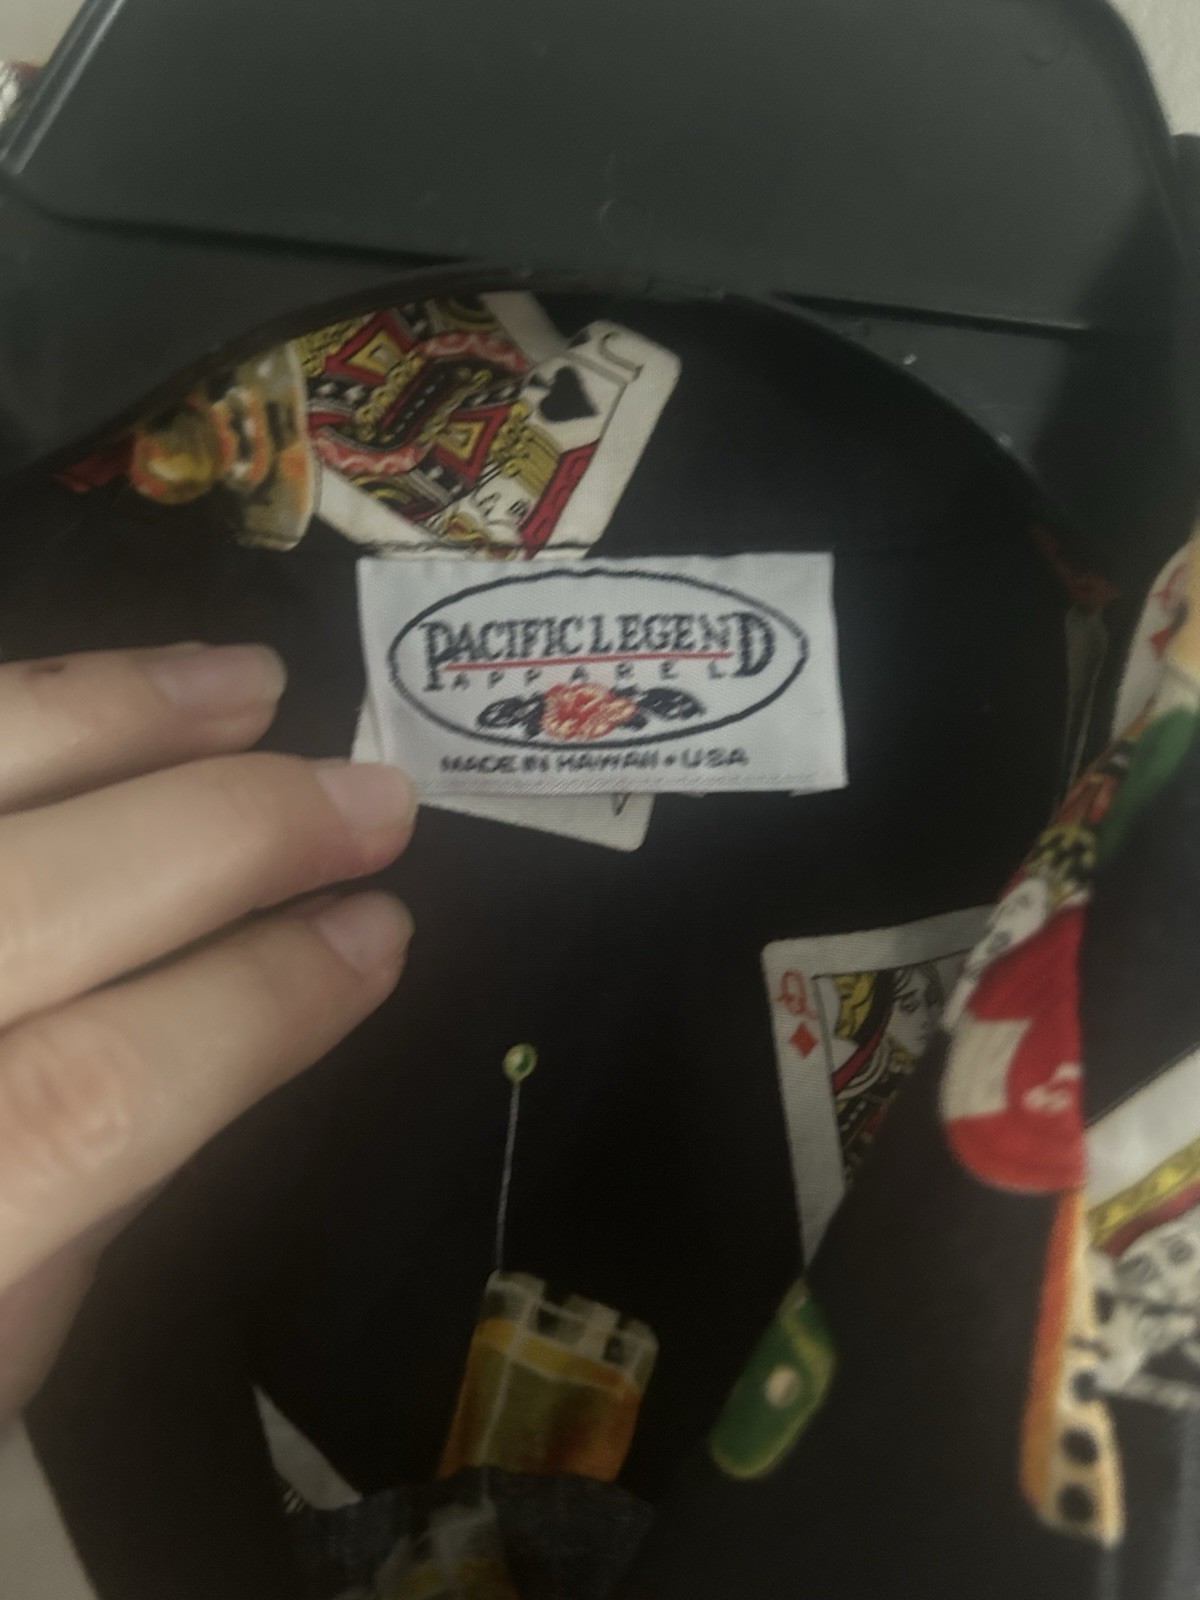 J
PACIFIC LEGEND
APPAREL
MADE IN HAWAII • USA
Q